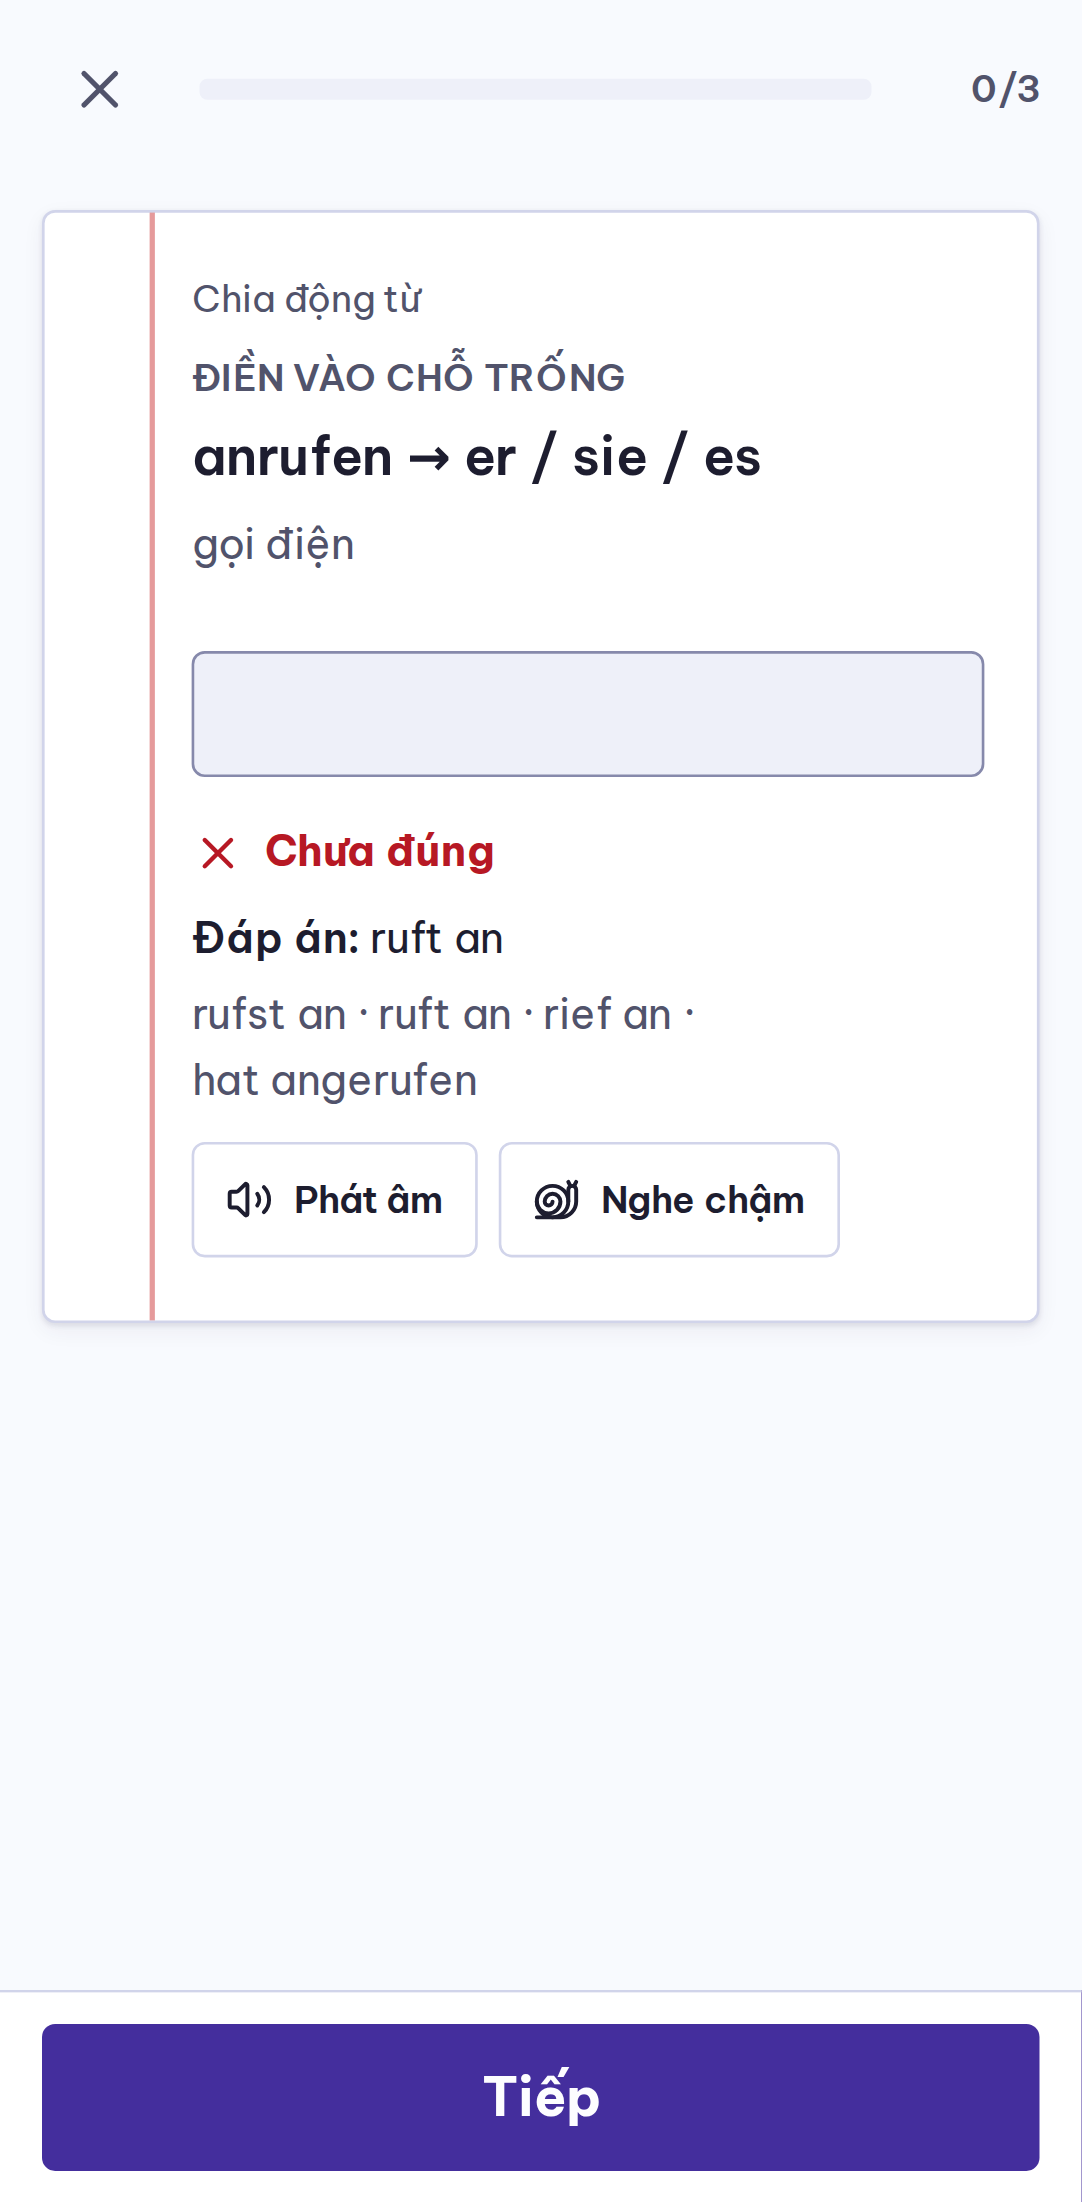 0/3
Chia động từ
ĐIỀN VÀO CHỖ TRỐNG
anrufen → er / sie / es
gọi điện
Chưa đúng
Đáp án: ruft an
rufst an · ruft an · rief an ·
hat angerufen
Phát âm
Nghe chậm
Tiếp